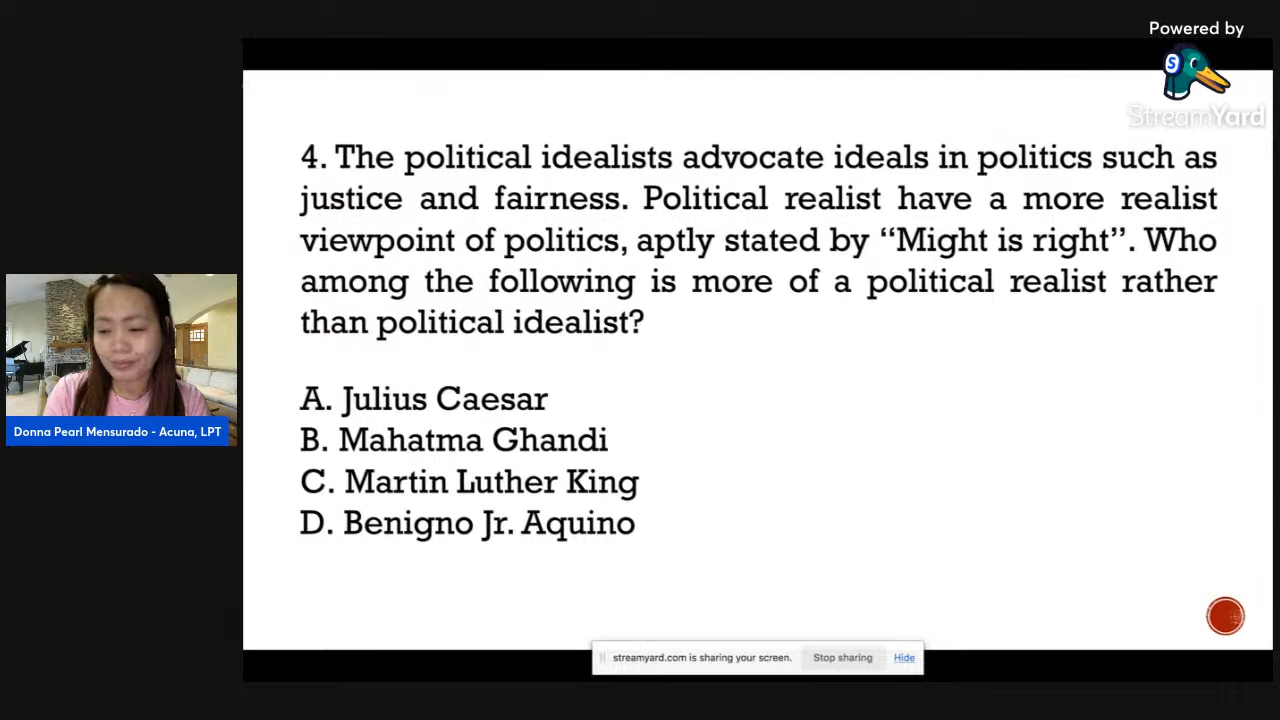 Powered by
StreamYard
4. The political idealists advocate ideals in politics such as
justice and fairness. Political realist have a more realist
viewpoint of politics, aptly stated by “Might is right”. Who
among the following is more of a political realist rather
than political idealist?
A. Julius Caesar
B. Mahatma Ghandi
C. Martin Luther King
D. Benigno Jr. Aquino
Donna Pearl Mensurado - Acuna, LPT
streamyard.com is sharing your screen. Stop sharing Hide